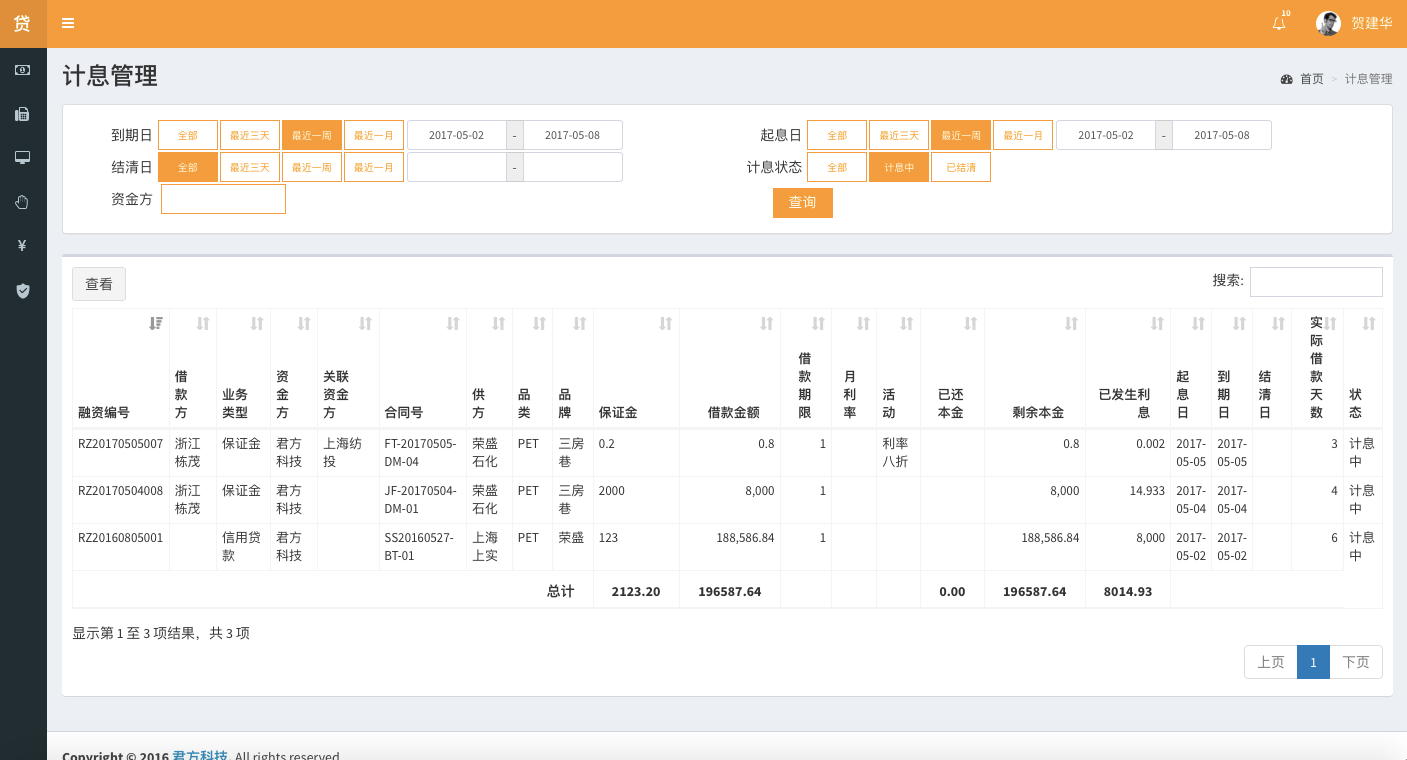 贷
10
贺建华
计息管理
首页 > 计息管理
到期日 全部 最近三天 最近一周 最近一月 2017-05-02 - 2017-05-08
起息日 全部 最近三天 最近一周 最近一月 2017-05-02 - 2017-05-08
结清日 全部 最近三天 最近一周 最近一月 -
计息状态 全部 计息中 已结清
资金方
查询
查看
搜索:
融资编号 借款方 业务类型 资金方 关联资金方 合同号 供方 品类 品牌 保证金 借款金额 借款期限 月利率 活动 已还本金 剩余本金 已发生利息 起息日 到期日 结清日 实际借款天数 状态
RZ20170505007 浙江栋茂 保证金 君方科技 上海纺投 FT-20170505-DM-04 荣盛石化 PET 三房巷 0.2 0.8 1 利率八折 0.8 0.002 2017-05-05 2017-05-05 3 计息中
RZ20170504008 浙江栋茂 保证金 君方科技 JF-20170504-DM-01 荣盛石化 PET 三房巷 2000 8,000 1 8,000 14.933 2017-05-04 2017-05-04 4 计息中
RZ20160805001 信用贷款 君方科技 SS20160527-BT-01 上海上实 PET 荣盛 123 188,586.84 1 188,586.84 8,000 2017-05-02 2017-05-02 6 计息中
总计 2123.20 196587.64 0.00 196587.64 8014.93
显示第 1 至 3 项结果，共 3 项
上页 1 下页
Copyright © 2016 君方科技. All rights reserved